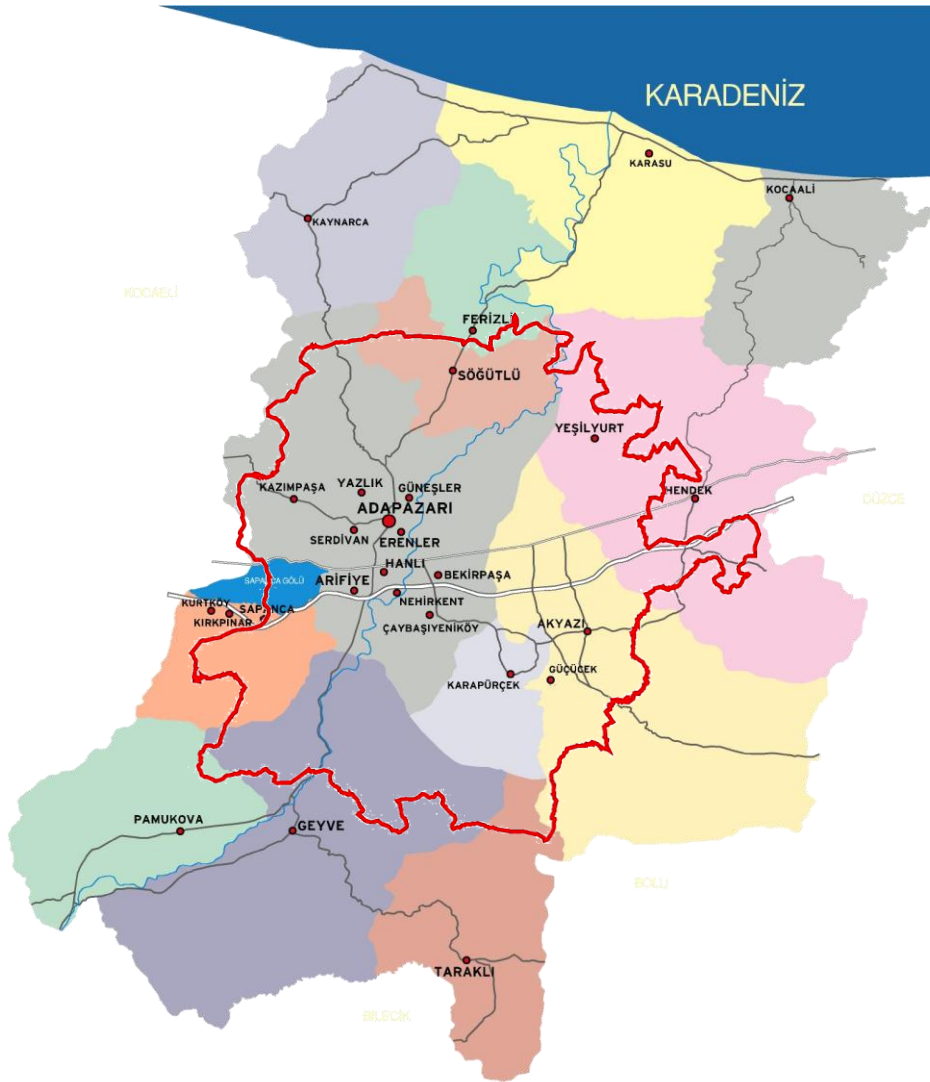 KARADENİZ
KARASU
KOCAALİ
KAYNARCA
KOCAELİ
FERİZLİ
SÖĞÜTLÜ
YEŞİLYURT
YAZLIK
GÜNEŞLER
KAZIMPAŞA
HENDEK
DÜZCE
ADAPAZARI
SERDİVAN
ERENLER
HANLI
BEKİRPAŞA
SAPANCA GÖLÜ
ARİFİYE
NEHİRKENT
KURTKÖY
SAPANCA
KIRKPINAR
ÇAYBAŞIYENİKÖY
AKYAZI
KARAPÜRÇEK
GÜÇÜCEK
PAMUKOVA
GEYVE
BOLU
TARAKLI
BİLECİK